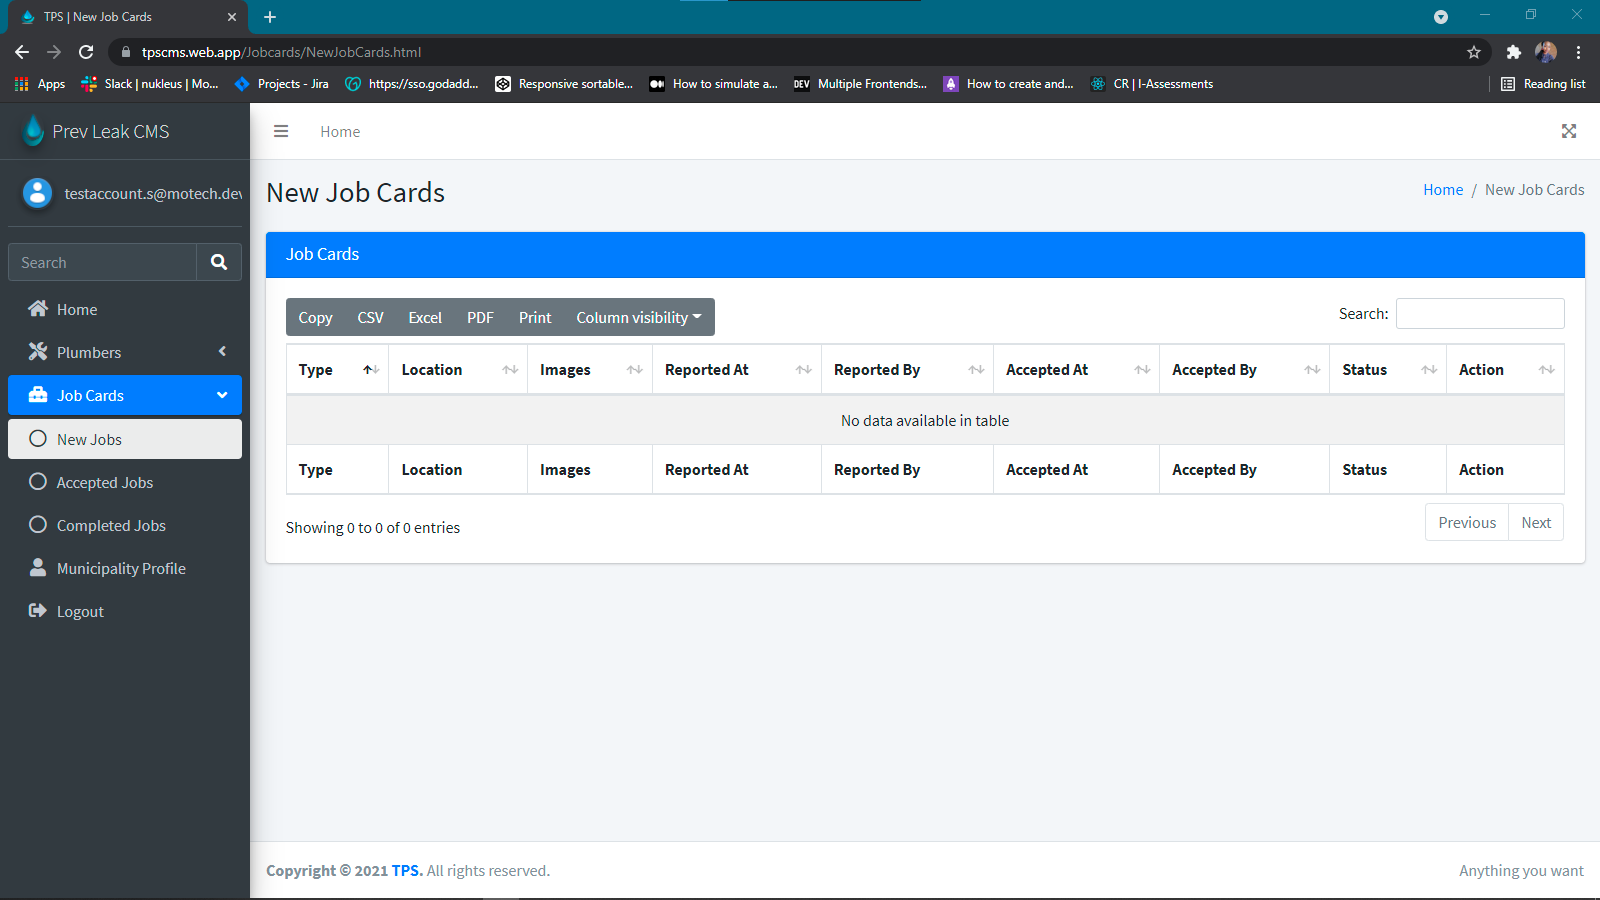 TPS | New Job Cards
tpscms.web.app/Jobcards/NewJobCards.html
Apps
Slack | nukleus | Mo...
Projects - Jira
https://sso.godadd...
Responsive sortable...
How to simulate a...
DEV
Multiple Frontends...
How to create and...
CR | I-Assessments
Reading list
Prev Leak CMS
Home
testaccount.s@motech.dev
New Job Cards
Home / New Job Cards
Search
Job Cards
Home
Plumbers
Job Cards
New Jobs
Accepted Jobs
Completed Jobs
Municipality Profile
Logout
Copy CSV Excel PDF Print Column visibility
Search:
Type Location Images Reported At Reported By Accepted At Accepted By Status Action
No data available in table
Type Location Images Reported At Reported By Accepted At Accepted By Status Action
Showing 0 to 0 of 0 entries
Previous Next
Copyright © 2021 TPS. All rights reserved.
Anything you want